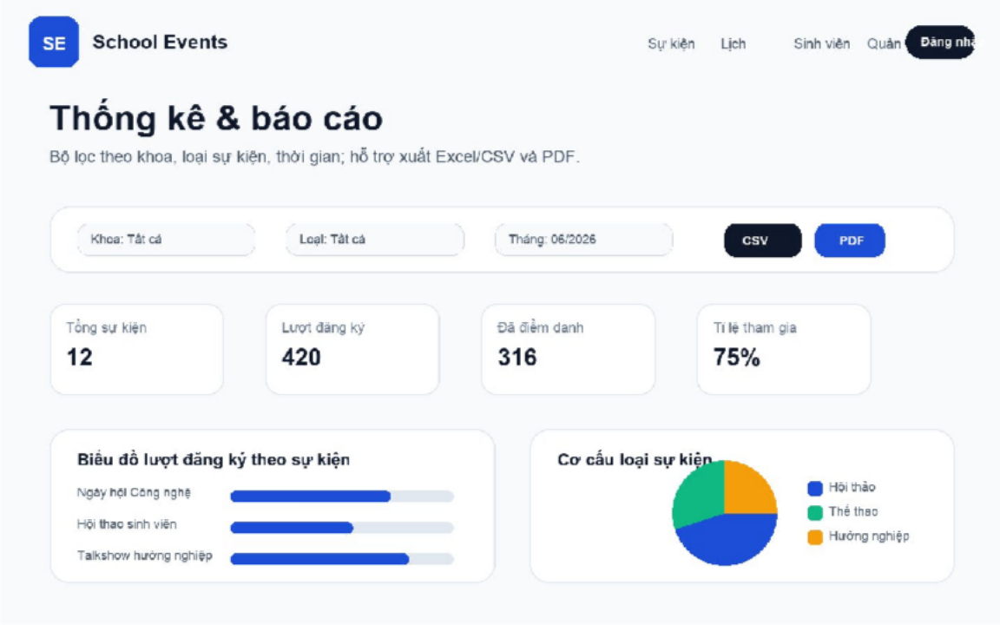 SE
School Events
Sự kiện Lịch Sinh viên Quản Đăng nhậ
Thống kê & báo cáo
Bộ lọc theo khoa, loại sự kiện, thời gian; hỗ trợ xuất Excel/CSV và PDF.
Khoa: Tất cả
Loại: Tất cả
Tháng: 06/2026
CSV
PDF
Tổng sự kiện
12
Lượt đăng ký
420
Đã điểm danh
316
Tỉ lệ tham gia
75%
Biểu đồ lượt đăng ký theo sự kiện
Ngày hội Công nghệ
Hội thao sinh viên
Talkshow hướng nghiệp
Cơ cấu loại sự kiện
Hội thảo
Thể thao
Hướng nghiệp